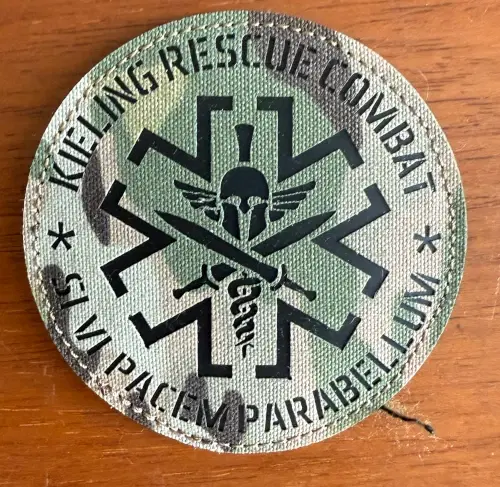 KIELING RESCUE COMBAT
* SI VI PACEM PARABELLUM *